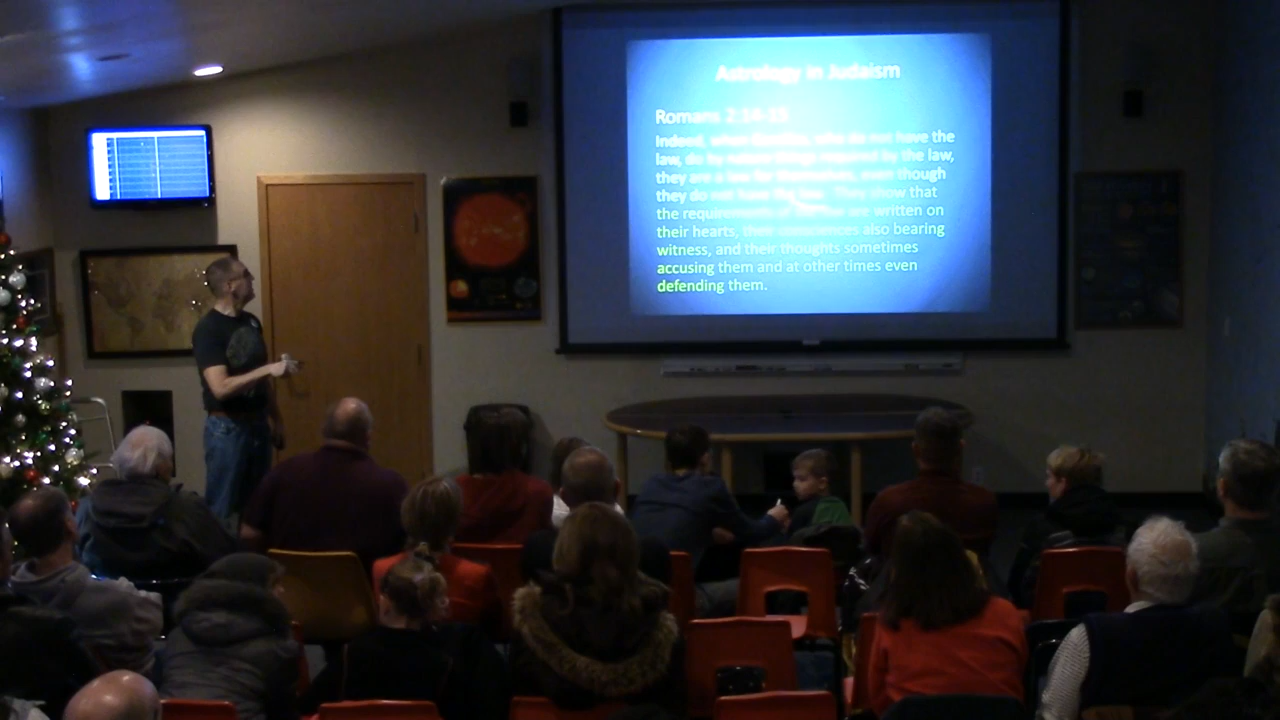 Astrology in Judaism
Romans 2:14-15
Indeed, when do not have the
law, do by nature things required by the law,
they are a law for themselves, even though
they do not have the law. They show that
the requirements of the law are written on
their hearts, their consciences also bearing
witness, and their thoughts sometimes
accusing them and at other times even
defending them.